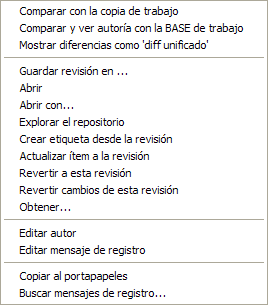 Comparar con la copia de trabajo
Comparar y ver autoría con la BASE de trabajo
Mostrar diferencias como 'diff unificado'
Guardar revisión en ...
Abrir
Abrir con...
Explorar el repositorio
Crear etiqueta desde la revisión
Actualizar ítem a la revisión
Revertir a esta revisión
Revertir cambios de esta revisión
Obtener...
Editar autor
Editar mensaje de registro
Copiar al portapapeles
Buscar mensajes de registro...